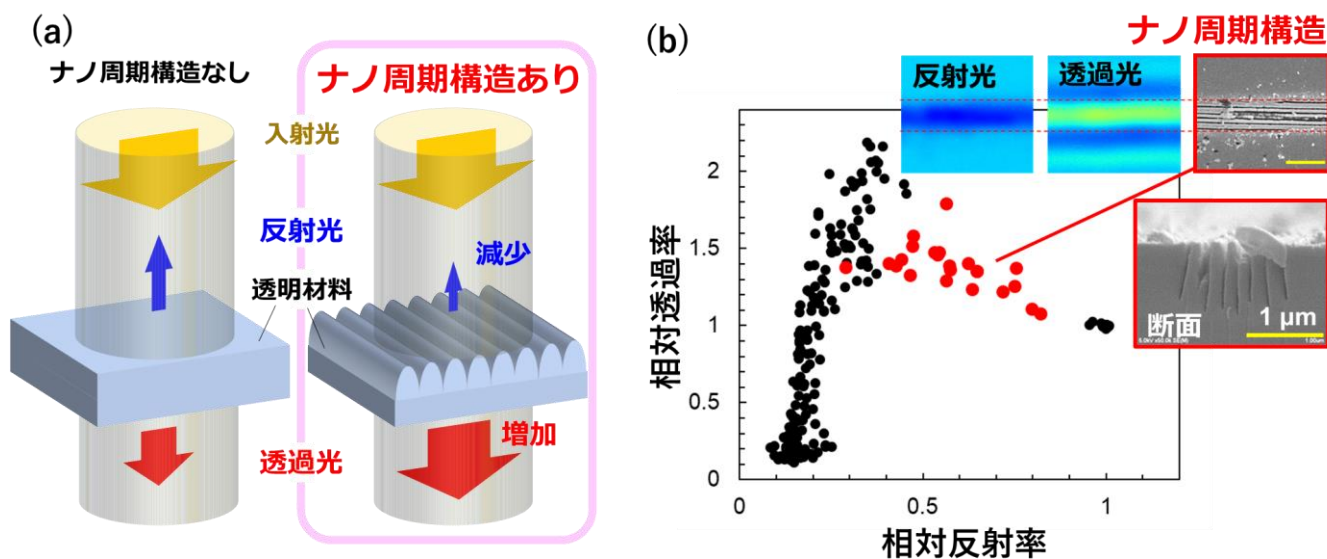 (a)
ナノ周期構造なし
ナノ周期構造あり
入射光
反射光
減少
透明材料
増加
透過光
(b)
ナノ周期構造
反射光
透過光
断面
1 µm
相対透過率
2
1.5
1
0.5
0
0
0.5
1
相対反射率